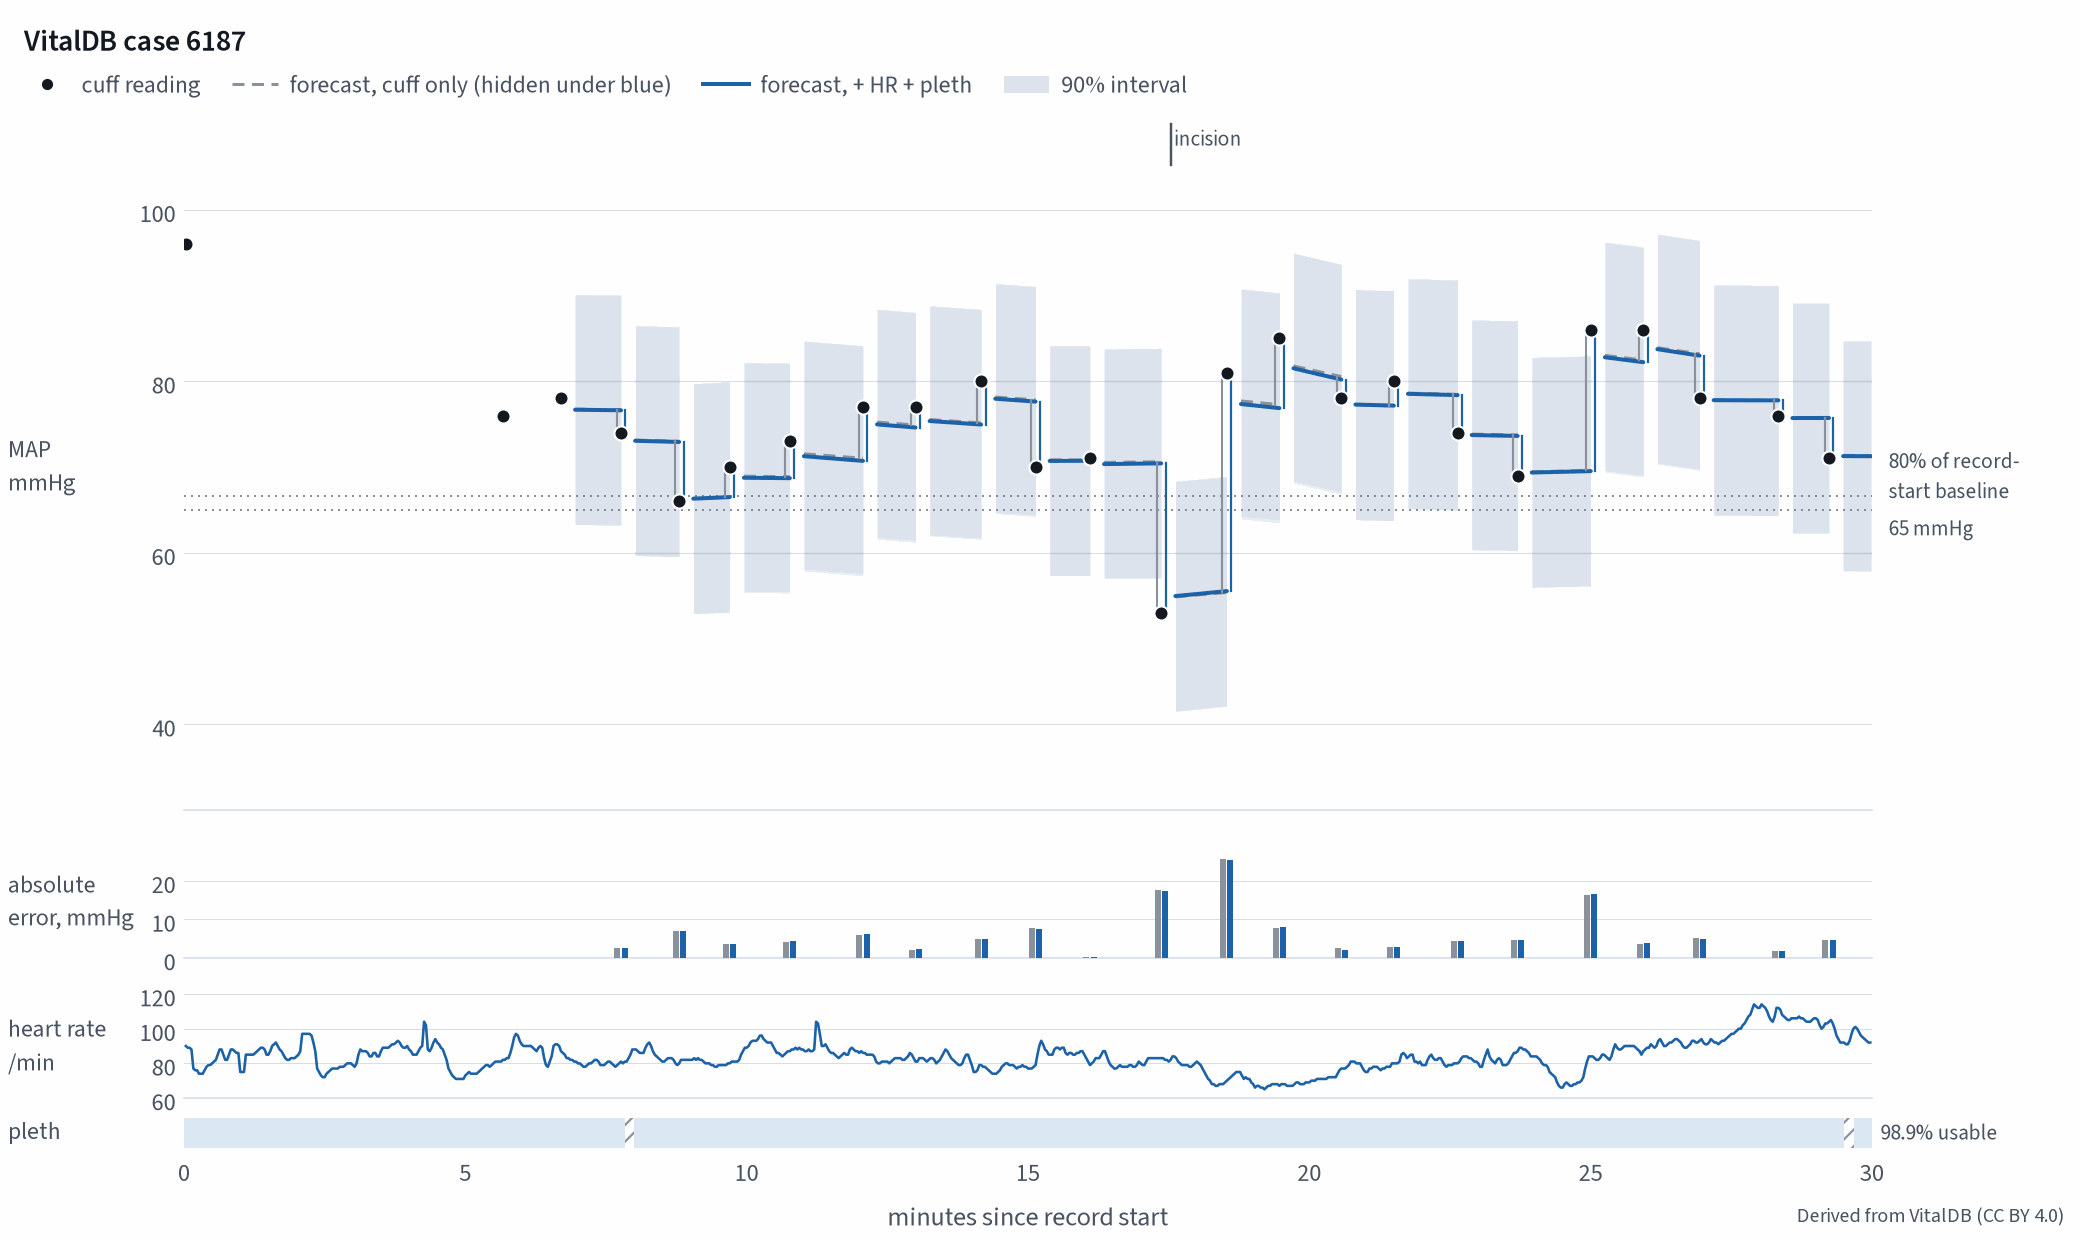 VitalDB case 6187
cuff reading
forecast, cuff only (hidden under blue)
forecast, + HR + pleth
90% interval
incision
100
80
60
40
MAP
mmHg
80% of record-
start baseline
65 mmHg
absolute
error, mmHg
20
10
0
heart rate
/min
120
100
80
60
pleth
98.9% usable
0
5
10
15
20
25
30
minutes since record start
Derived from VitalDB (CC BY 4.0)